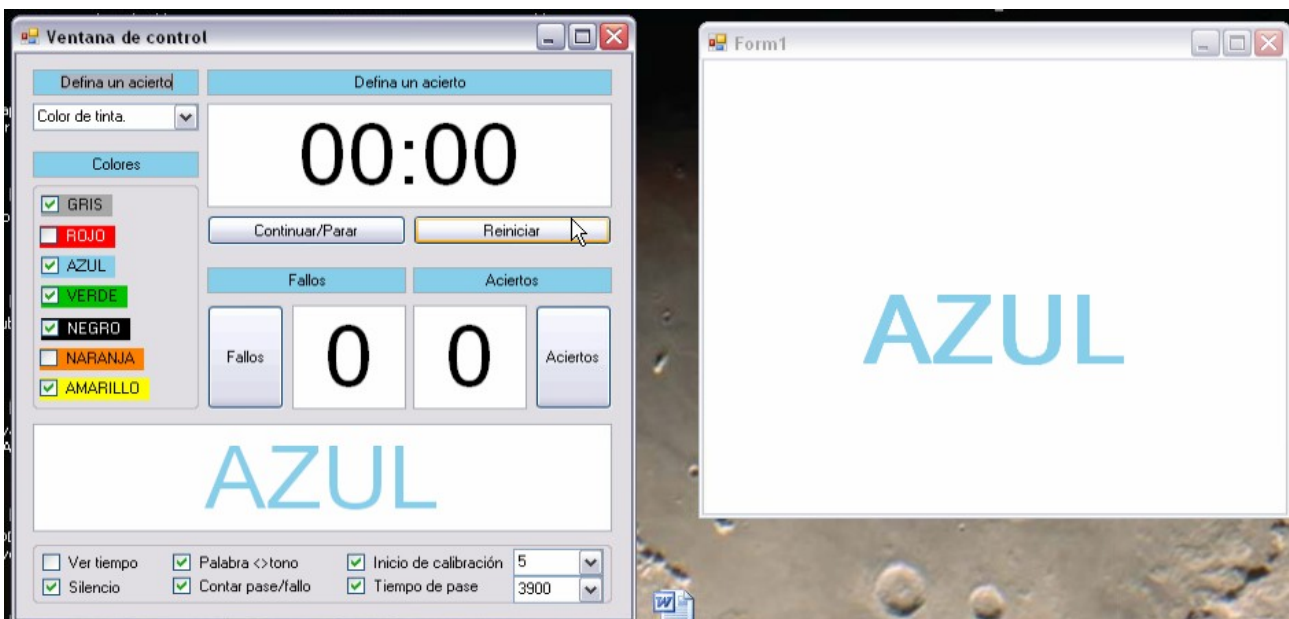 Ventana de control
Defina un acierto
Defina un acierto
Color de tinta.
00:00
Colores
GRIS
ROJO
AZUL
VERDE
NEGRO
NARANJA
AMARILLO
Continuar/Parar
Reiniciar
Fallos
Aciertos
Fallos
0
0
Aciertos
AZUL
Ver tiempo
Palabra <>tono
Inicio de calibración
5
Silencio
Contar pase/fallo
Tiempo de pase
3900
Form1
AZUL
W